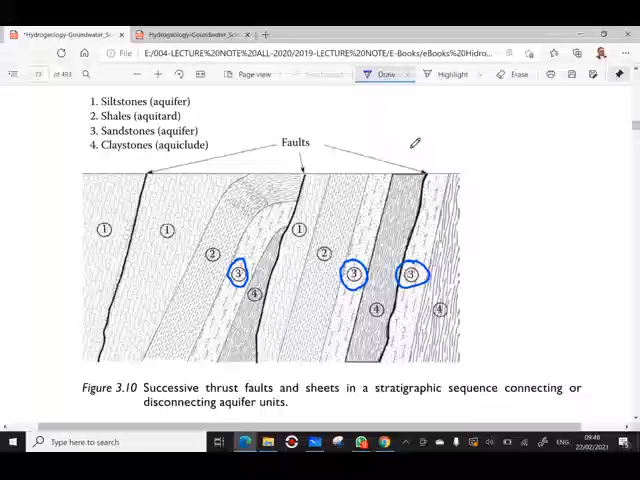 *Hydrogeology-Groundwater_Scien
Hydrogeology-Groundwater_Scien
File
E:/004-LECTURE%20NOTE%20ALL-2020/2019-LECTURE%20NOTE/E-Books/eBooks%20Hidro...
73 of 493
Page view
Draw
Highlight
Erase
1. Siltstones (aquifer)
2. Shales (aquitard)
3. Sandstones (aquifer)
4. Claystones (aquiclude)
Faults
1 1 2 3 4 1 2 3 4 3 4
Figure 3.10 Successive thrust faults and sheets in a stratigraphic sequence connecting or
disconnecting aquifer units.
Type here to search
ENG
09:48
22/02/2021